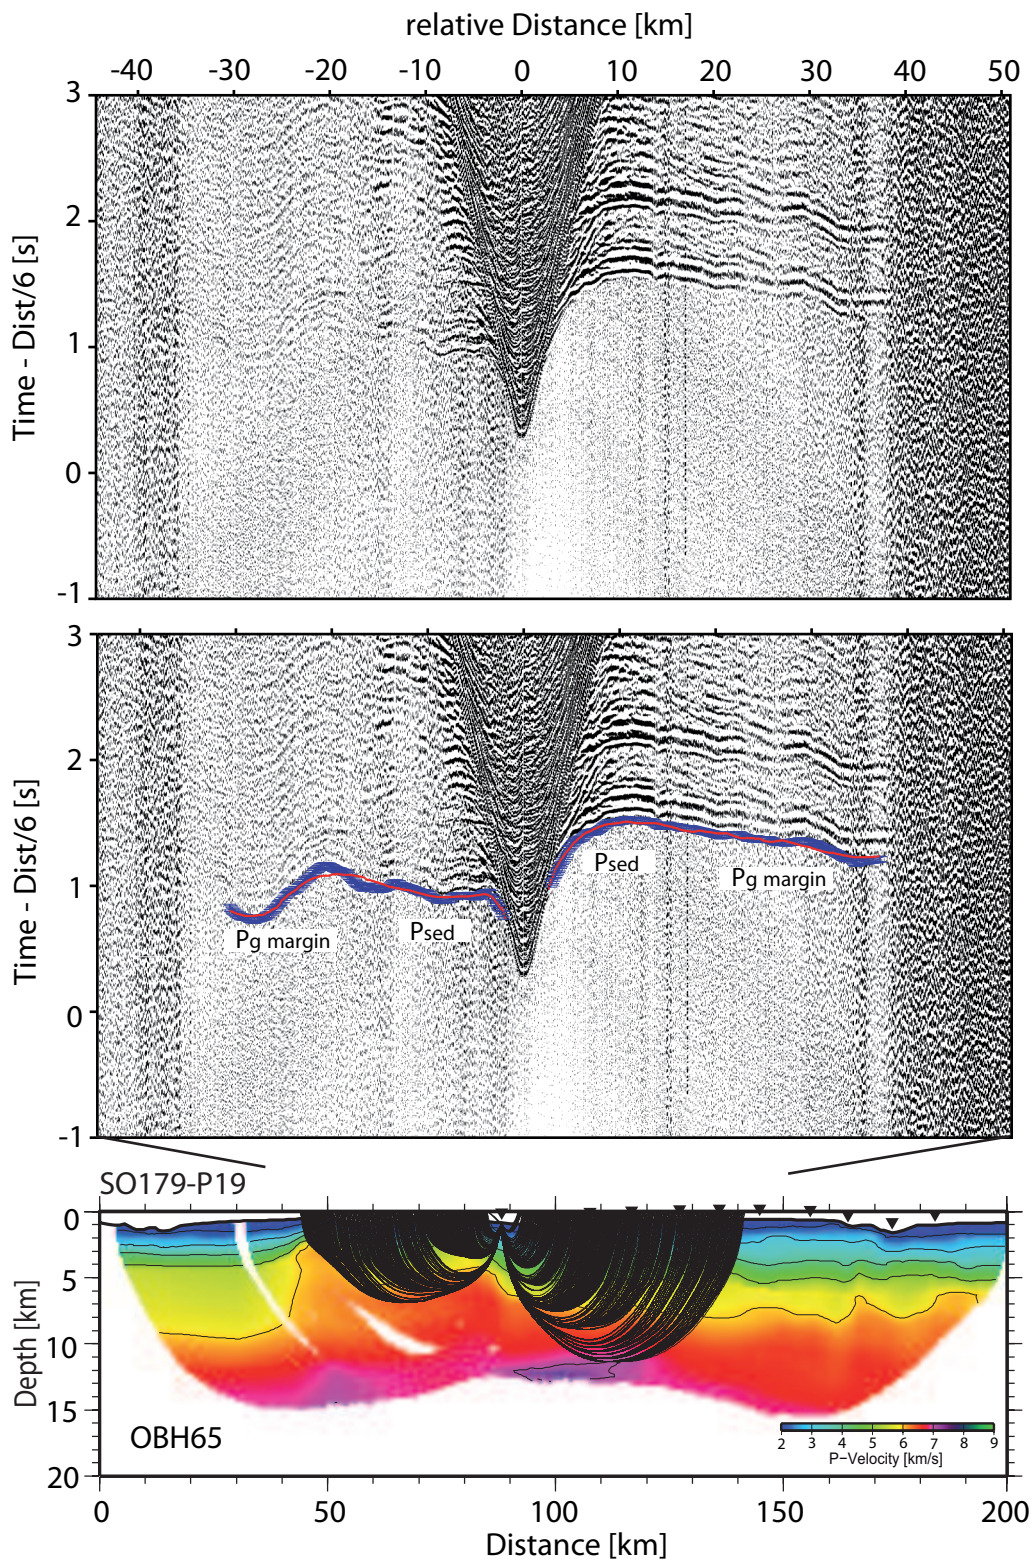 relative Distance [km]
-40 -30 -20 -10 0 10 20 30 40 50
3
2
1
0
-1
Time - Dist/6 [s]
3
2
1
0
-1
Time - Dist/6 [s]
Pg margin
Psed
Psed
Pg margin
SO179-P19
0
5
10
15
20
Depth [km]
OBH65
2 3 4 5 6 7 8 9
P-Velocity [km/s]
0 50 100 150 200
Distance [km]